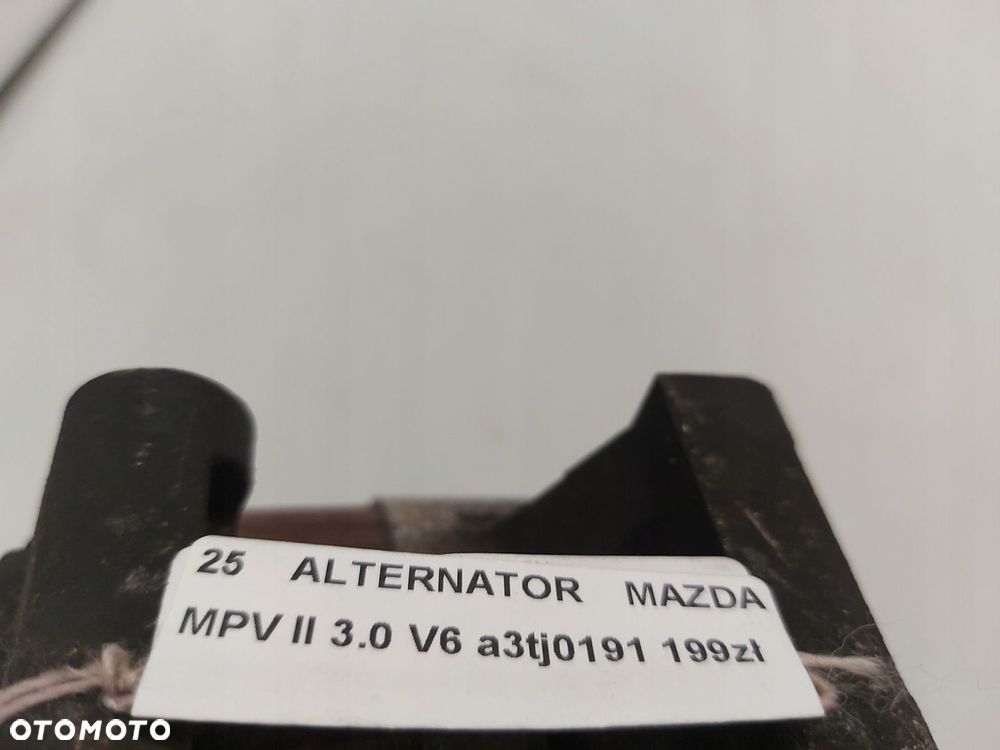 25 ALTERNATOR MAZDA
MPV II 3.0 V6 a3tj0191 199zł
OTOMOTO